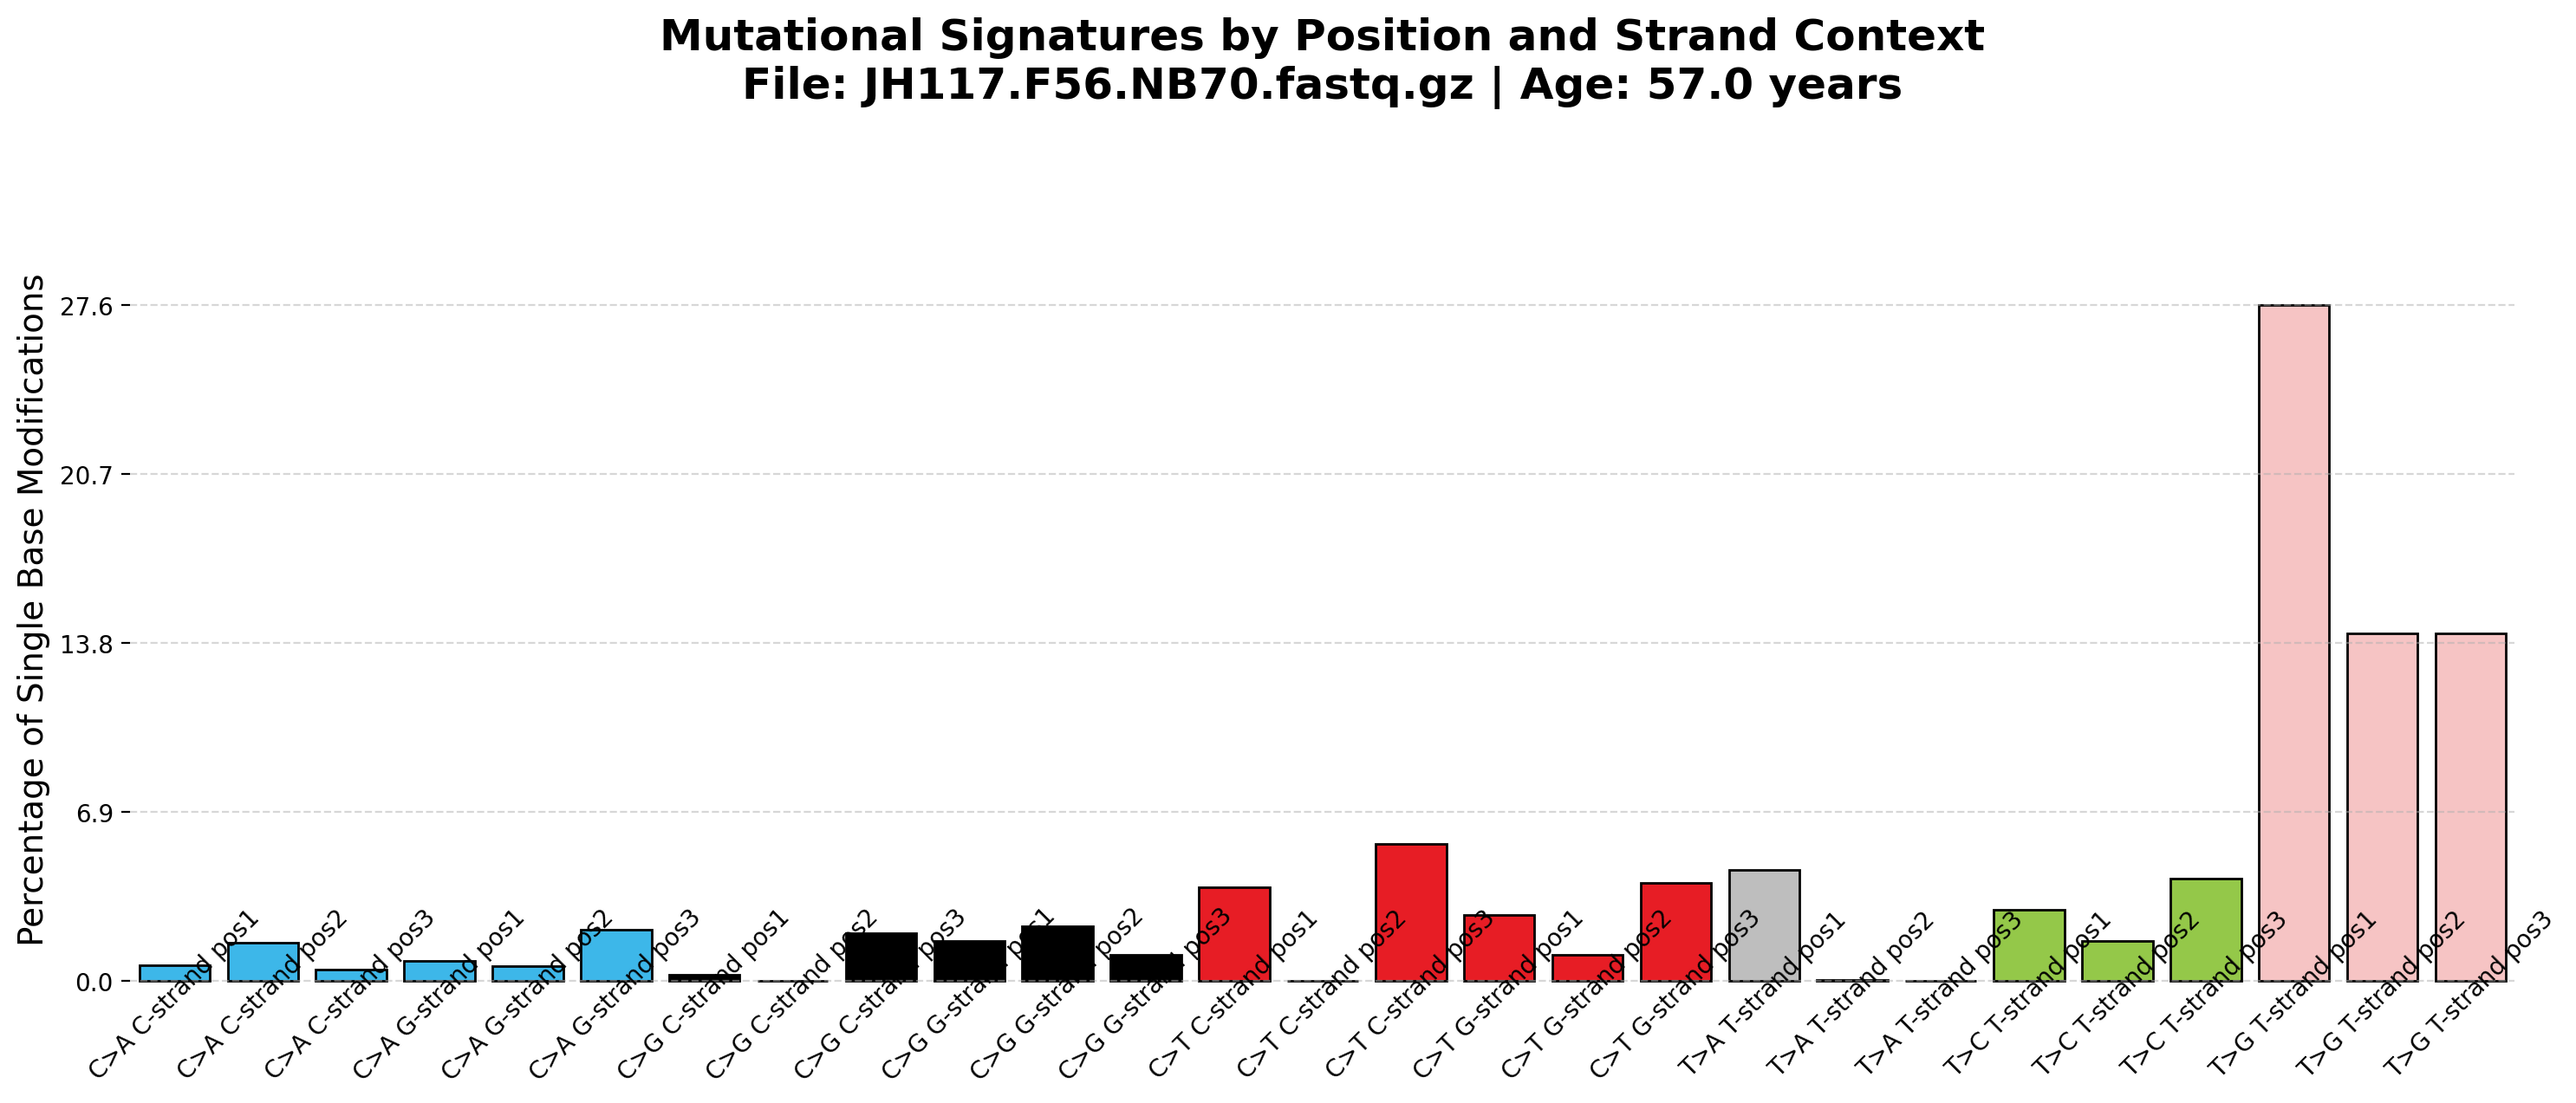 Mutational Signatures by Position and Strand Context
File: JH117.F56.NB70.fastq.gz | Age: 57.0 years
Percentage of Single Base Modifications
27.6
20.7
13.8
6.9
0.0
C>A C-strand pos1
C>A C-strand pos2
C>A C-strand pos3
C>A G-strand pos1
C>A G-strand pos2
C>A G-strand pos3
C>G C-strand pos1
C>G C-strand pos2
C>G C-strand pos3
C>G G-strand pos1
C>G G-strand pos2
C>G G-strand pos3
C>T C-strand pos1
C>T C-strand pos2
C>T C-strand pos3
C>T G-strand pos1
C>T G-strand pos2
C>T G-strand pos3
T>A T-strand pos1
T>A T-strand pos2
T>A T-strand pos3
T>C T-strand pos1
T>C T-strand pos2
T>C T-strand pos3
T>G T-strand pos1
T>G T-strand pos2
T>G T-strand pos3